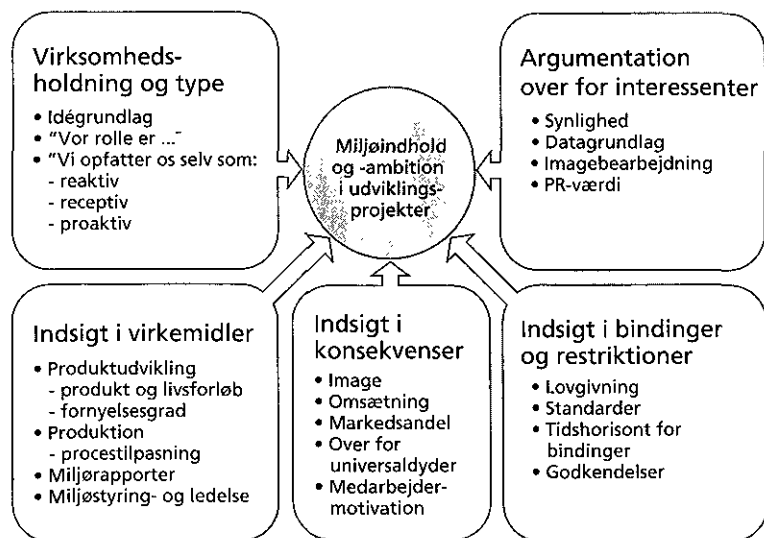 Virksomheds-
holdning og type
• Idégrundlag
• "Vor rolle er ..."
• "Vi opfatter os selv som:
- reaktiv
- receptiv
- proaktiv
Miljøindhold
og -ambition
i udviklings-
projekter
Argumentation
over for interessenter
• Synlighed
• Datagrundlag
• Imagebearbejdning
• PR-værdi
Indsigt i virkemidler
• Produktudvikling
- produkt og livsforløb
- fornyelsesgrad
• Produktion
- procestilpasning
• Miljørapporter
• Miljøstyring- og ledelse
Indsigt i
konsekvenser
• Image
• Omsætning
• Markedsandel
• Over for
universaldyder
• Medarbejder-
motivation
Indsigt i bindinger
og restriktioner
• Lovgivning
• Standarder
• Tidshorisont for
bindinger
• Godkendelser